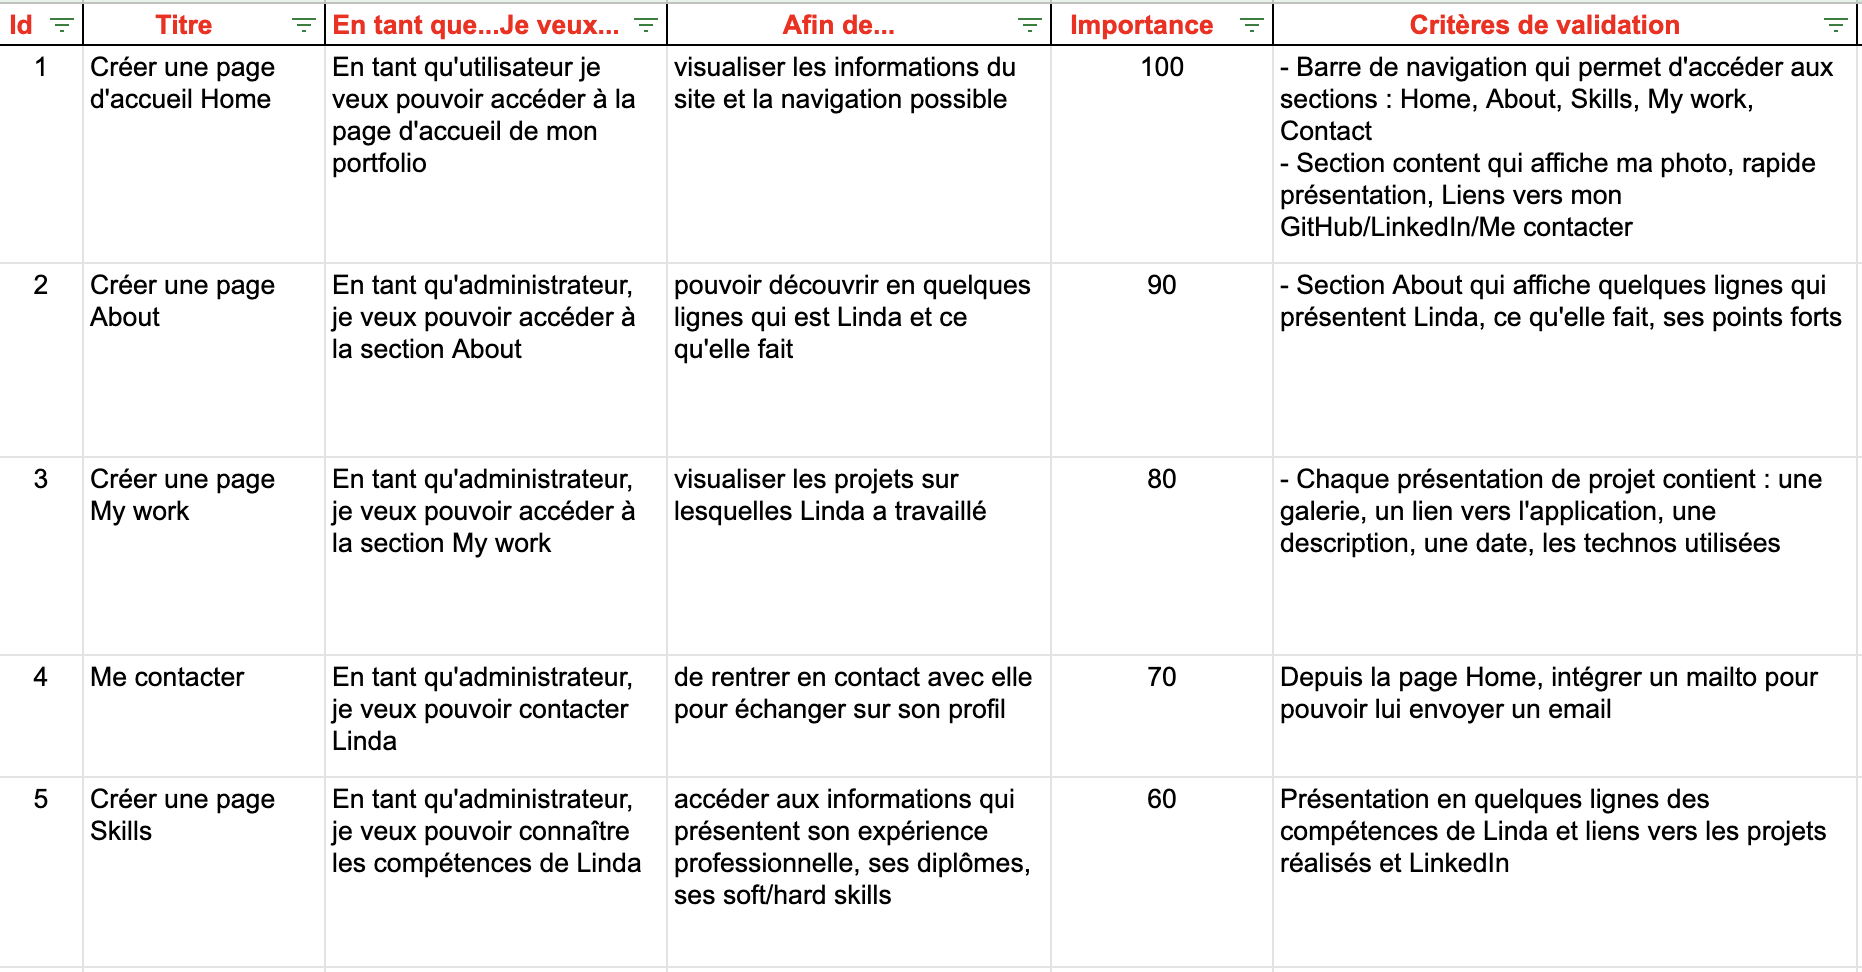 Id
Titre
En tant que...Je veux...
Afin de...
Importance
Critères de validation
1
Créer une page
d'accueil Home
En tant qu'utilisateur je
veux pouvoir accéder à la
page d'accueil de mon
portfolio
visualiser les informations du
site et la navigation possible
100
- Barre de navigation qui permet d'accéder aux
sections : Home, About, Skills, My work,
Contact
- Section content qui affiche ma photo, rapide
présentation, Liens vers mon
GitHub/LinkedIn/Me contacter
2
Créer une page
About
En tant qu'administrateur,
je veux pouvoir accéder à
la section About
pouvoir découvrir en quelques
lignes qui est Linda et ce
qu'elle fait
90
- Section About qui affiche quelques lignes qui
présentent Linda, ce qu'elle fait, ses points forts
3
Créer une page
My work
En tant qu'administrateur,
je veux pouvoir accéder à
la section My work
visualiser les projets sur
lesquelles Linda a travaillé
80
- Chaque présentation de projet contient : une
galerie, un lien vers l'application, une
description, une date, les technos utilisées
4
Me contacter
En tant qu'administrateur,
je veux pouvoir contacter
Linda
de rentrer en contact avec elle
pour échanger sur son profil
70
Depuis la page Home, intégrer un mailto pour
pouvoir lui envoyer un email
5
Créer une page
Skills
En tant qu'administrateur,
je veux pouvoir connaître
les compétences de Linda
accéder aux informations qui
présentent son expérience
professionnelle, ses diplômes,
ses soft/hard skills
60
Présentation en quelques lignes des
compétences de Linda et liens vers les projets
réalisés et LinkedIn